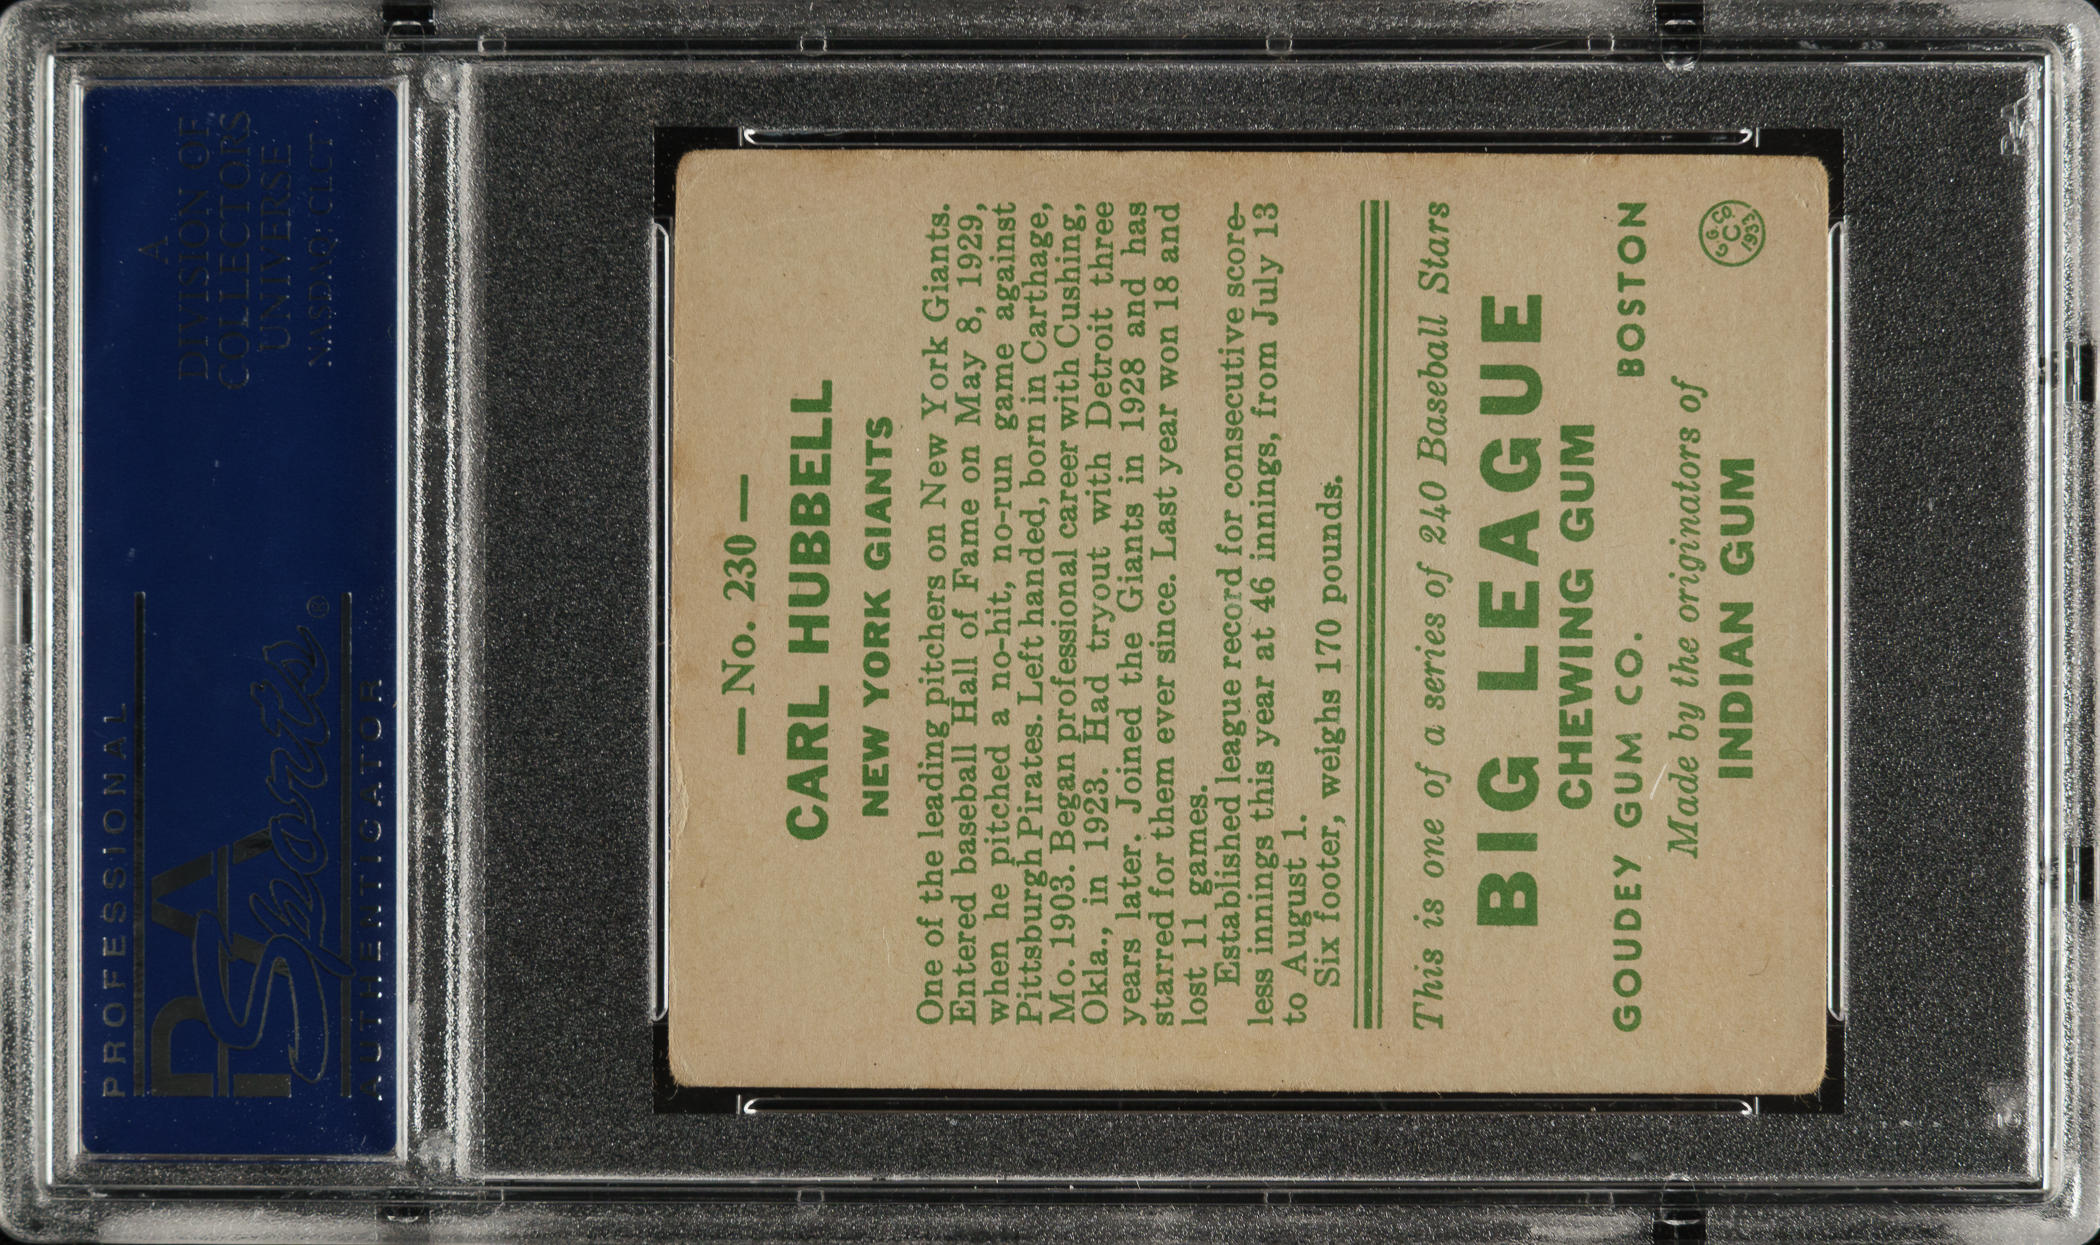 A
DIVISION OF
COLLECTORS
UNIVERSE
NASDAQ: CLCT
PROFESSIONAL
PSA
Sports®
AUTHENTICATOR
— No. 230 —
CARL HUBBELL
NEW YORK GIANTS
One of the leading pitchers on New York Giants.
Entered baseball Hall of Fame on May 8, 1929,
when he pitched a no-hit, no-run game against
Pittsburgh Pirates. Left handed, born in Carthage,
Mo. 1903. Began professional career with Cushing,
Okla., in 1923. Had tryout with Detroit three
years later. Joined the Giants in 1928 and has
starred for them ever since. Last year won 18 and
lost 11 games.
Established league record for consecutive score-
less innings this year at 46 innings, from July 13
to August 1.
Six footer, weighs 170 pounds.
This is one of a series of 240 Baseball Stars
BIG LEAGUE
CHEWING GUM
GOUDEY GUM CO. BOSTON
Made by the originators of
INDIAN GUM
G. G. Co.
C
1933
PSA